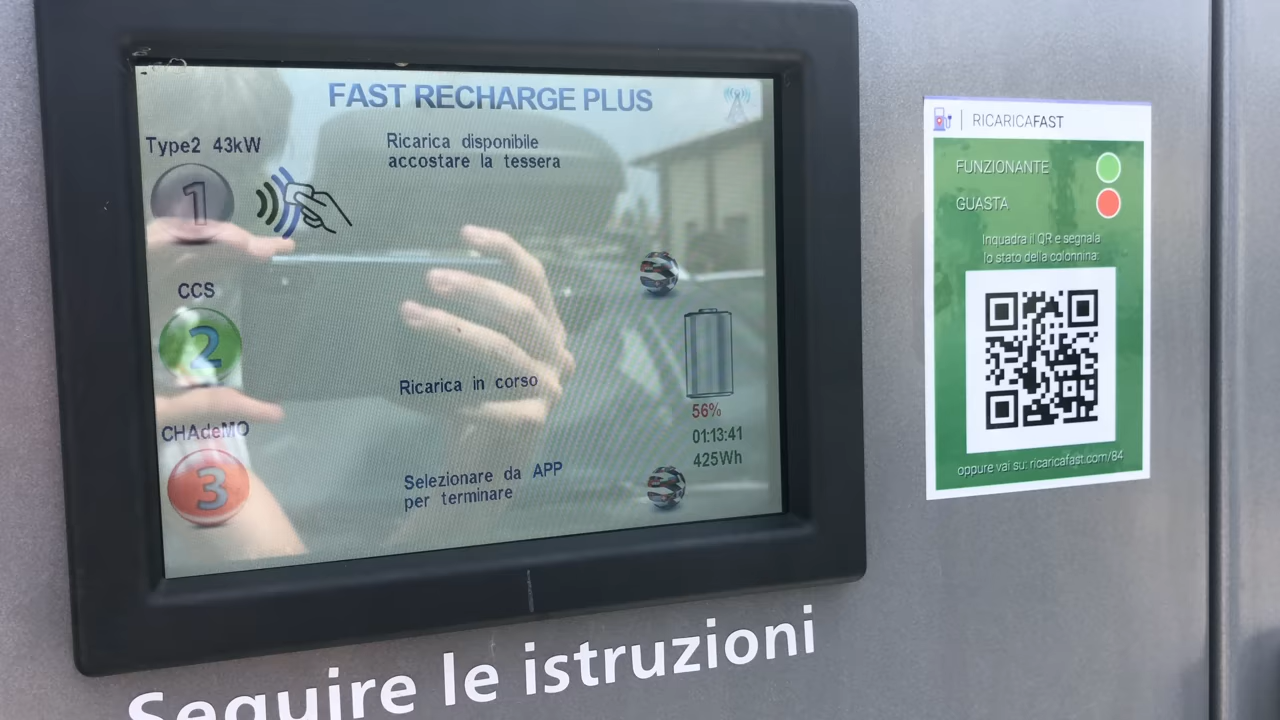 FAST RECHARGE PLUS
Type2 43kW
Ricarica disponibile
accostare la tessera
1
CCS
2
Ricarica in corso
56%
01:13:41
425Wh
CHAdeMO
3
Selezionare da APP
per terminare
Seguire le istruzioni
RICARICAFAST
FUNZIONANTE
GUASTA
Inquadra il QR e segnala
lo stato della colonnina:
oppure vai su: ricaricafast.com/84